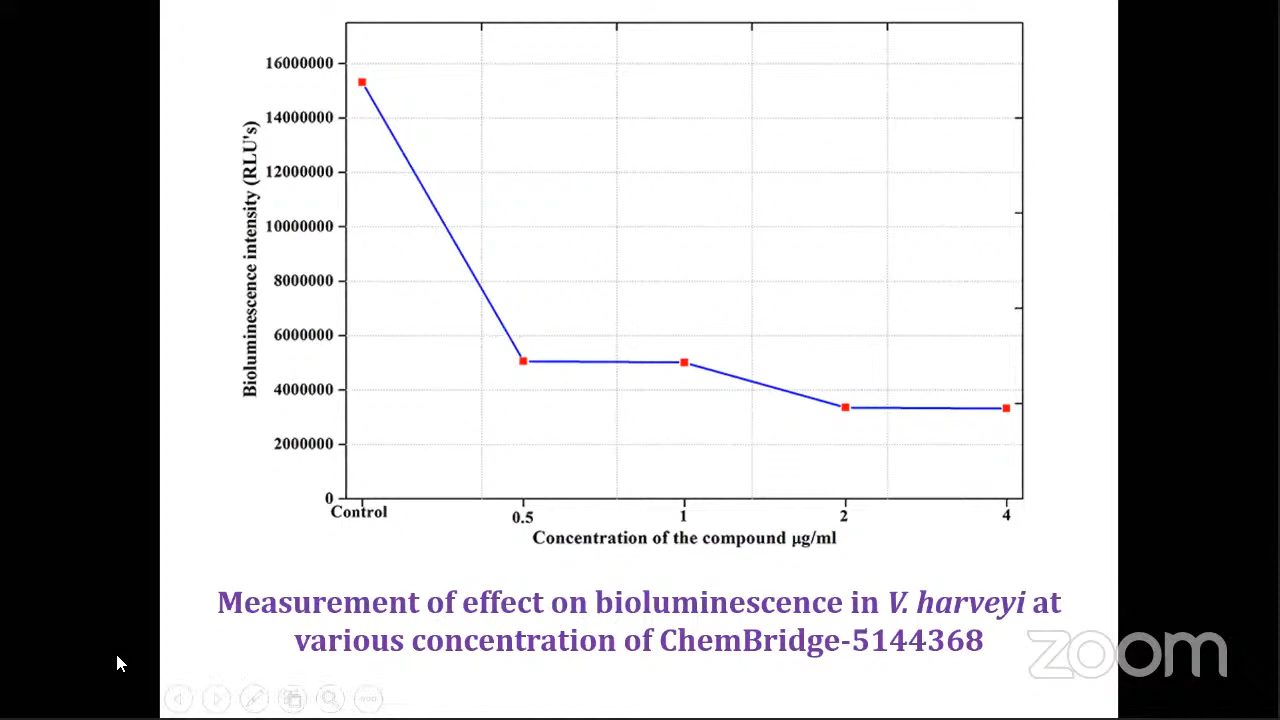 16000000
14000000
12000000
10000000
8000000
6000000
4000000
2000000
0
Bioluminescence intensity (RLU's)
Control
0.5
1
2
4
Concentration of the compound µg/ml
Measurement of effect on bioluminescence in V. harveyi at
various concentration of ChemBridge-5144368
zoom